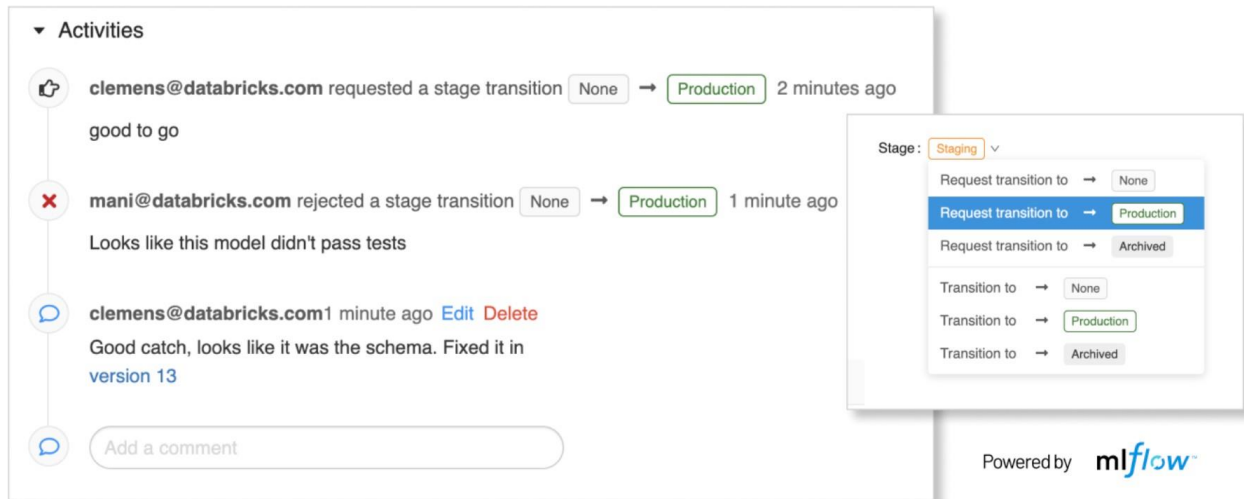 Activities
clemens@databricks.com requested a stage transition None → Production 2 minutes ago
good to go
mani@databricks.com rejected a stage transition None → Production 1 minute ago
Looks like this model didn't pass tests
clemens@databricks.com1 minute ago Edit Delete
Good catch, looks like it was the schema. Fixed it in
version 13
Add a comment
Stage: Staging
Request transition to → None
Request transition to → Production
Request transition to → Archived
Transition to → None
Transition to → Production
Transition to → Archived
Powered by mlflow